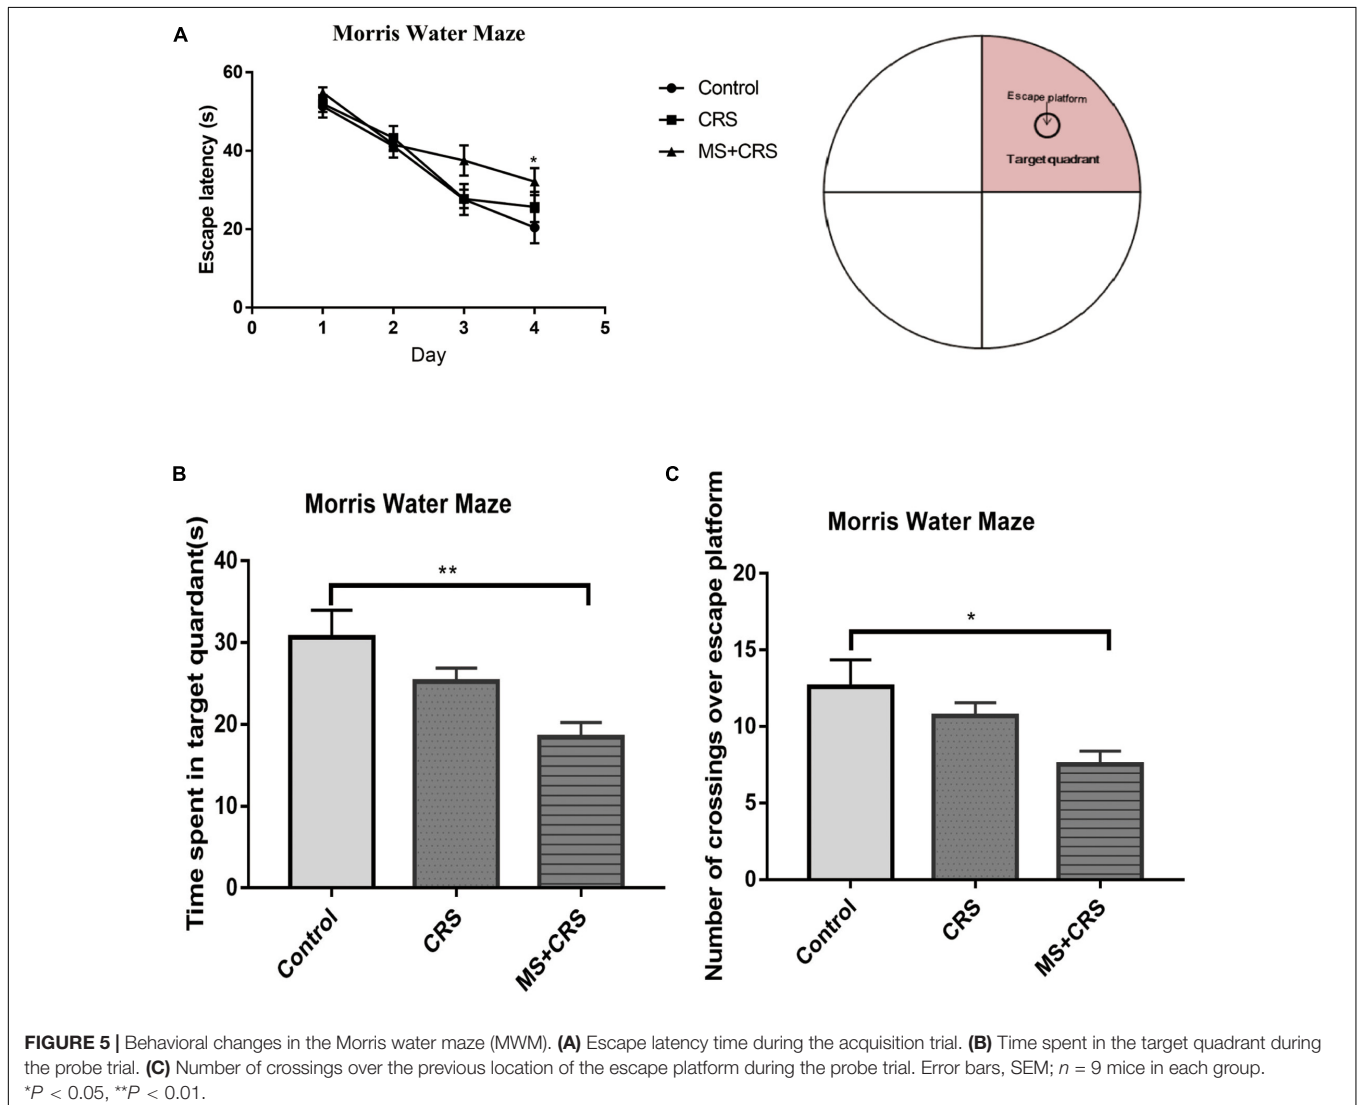 A
Morris Water Maze
Escape latency (s)
60
40
20
0
*
0 1 2 3 4 5
Day
Control
CRS
MS+CRS
Escape platform
Target quadrant
B
Morris Water Maze
Time spent in target quardant(s)
40
30
20
10
0
**
Control
CRS
MS+CRS
C
Morris Water Maze
Number of crossings over escape platform
20
15
10
5
0
*
Control
CRS
MS+CRS
FIGURE 5 | Behavioral changes in the Morris water maze (MWM). (A) Escape latency time during the acquisition trial. (B) Time spent in the target quadrant during
the probe trial. (C) Number of crossings over the previous location of the escape platform during the probe trial. Error bars, SEM; n = 9 mice in each group.
*P < 0.05, **P < 0.01.